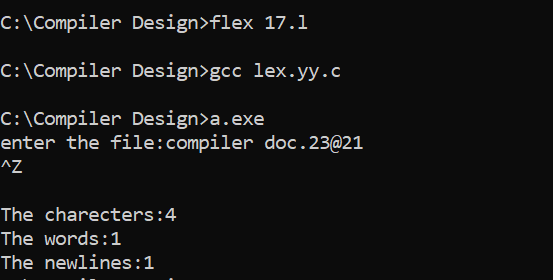 C:\Compiler Design>flex 17.l
C:\Compiler Design>gcc lex.yy.c
C:\Compiler Design>a.exe
enter the file:compiler doc.23@21
^Z
The charecters:4
The words:1
The newlines:1